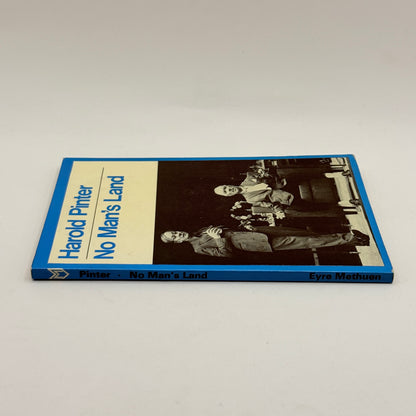 Harold Pinter
No Man's Land
Pinter · No Man's Land Eyre Methuen